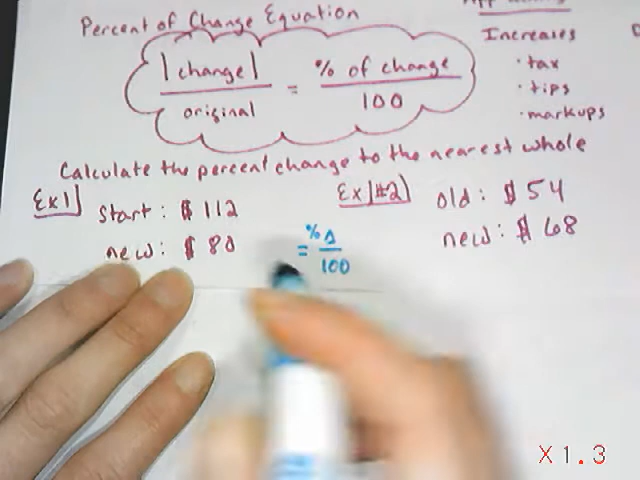 Percent of Change Equation
|change| / original = % of change / 100
Increases
• tax
• tips
• markups
Calculate the percent change to the nearest whole
Ex 1
start: $112
new: $80
= %Δ / 100
Ex #2
old: $54
new: $68
X1.3